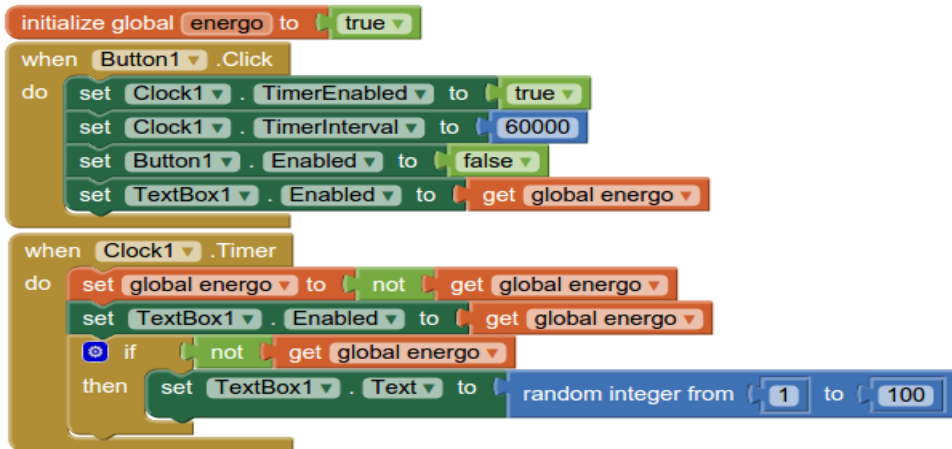 initialize global energo to true
when Button1 .Click
do set Clock1 . TimerEnabled to true
set Clock1 . TimerInterval to 60000
set Button1 . Enabled to false
set TextBox1 . Enabled to get global energo
when Clock1 .Timer
do set global energo to not get global energo
set TextBox1 . Enabled to get global energo
if not get global energo
then set TextBox1 . Text to random integer from 1 to 100